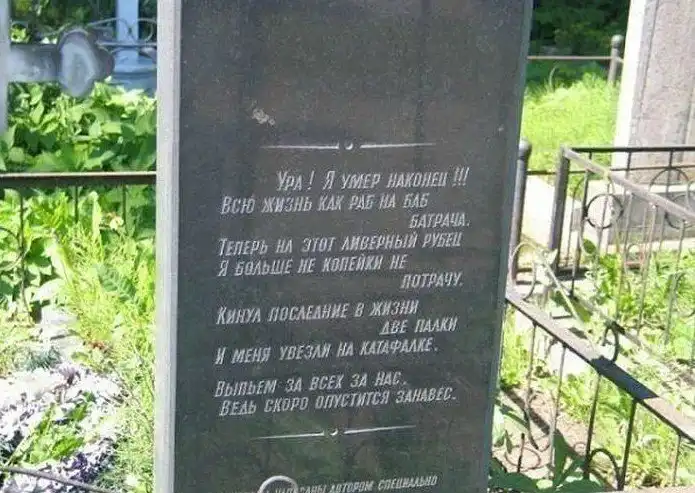 Ура! Я умер наконец!!!
Всю жизнь как раб на баб
батрача.
Теперь на этот ливерный рубец
Я больше не копейки не
потрачу.
Кинул последние в жизни
две палки
И меня увезли на катафалке.
Выпьем за всех за нас.
Ведь скоро опустится занавес.
автором специально